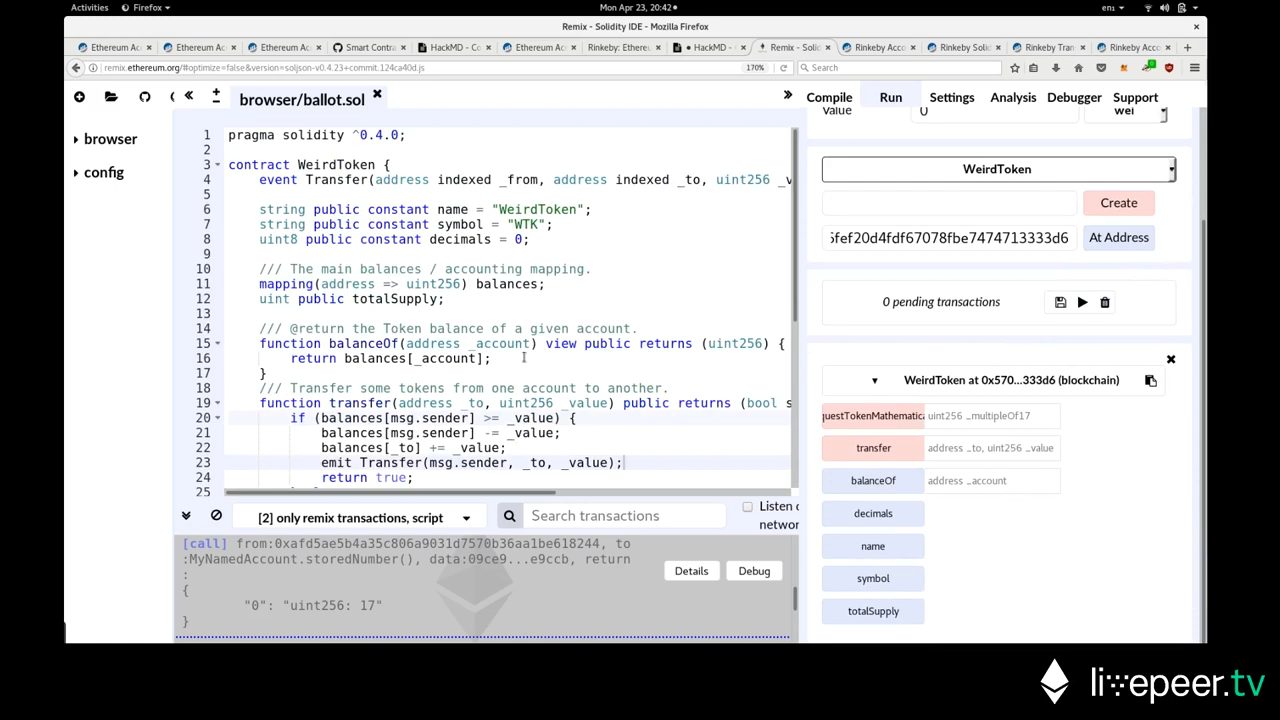 Activities
Firefox
Mon Apr 23, 20:42
en₁
Remix - Solidity IDE - Mozilla Firefox
Ethereum Ac
Ethereum Ac
Ethereum Ac
Smart Contra
HackMD - Co
Ethereum Ac
Rinkeby: Ethere
HackMD -
Remix - Soli
Rinkeby Acco
Rinkeby Solid
Rinkeby Tran
Rinkeby Acco
remix.ethereum.org/#optimize=false&version=soljson-v0.4.23+commit.124ca40d.js
170%
Search
browser/ballot.sol
Compile
Run
Settings
Analysis
Debugger
Support
browser
config
1 pragma solidity ^0.4.0;
2
3 contract WeirdToken {
4 event Transfer(address indexed _from, address indexed _to, uint256 _v
5
6 string public constant name = "WeirdToken";
7 string public constant symbol = "WTK";
8 uint8 public constant decimals = 0;
9
10 /// The main balances / accounting mapping.
11 mapping(address => uint256) balances;
12 uint public totalSupply;
13
14 /// @return the Token balance of a given account.
15 function balanceOf(address _account) view public returns (uint256) {
16 return balances[_account];
17 }
18 /// Transfer some tokens from one account to another.
19 function transfer(address _to, uint256 _value) public returns (bool s
20 if (balances[msg.sender] >= _value) {
21 balances[msg.sender] -= _value;
22 balances[_to] += _value;
23 emit Transfer(msg.sender, _to, _value);
24 return true;
25
[2] only remix transactions, script
Search transactions
Listen o
networ
[call] from:0xafd5ae5b4a35c806a9031d7570b36aa1be618244, to
:MyNamedAccount.storedNumber(), data:09ce9...e9ccb, return
:
{
"0": "uint256: 17"
}
Details
Debug
Value
0
wei
WeirdToken
Create
5fef20d4fdf67078fbe7474713333d6
At Address
0 pending transactions
WeirdToken at 0x570...333d6 (blockchain)
questTokenMathematica
uint256 _multipleOf17
transfer
address _to, uint256 _value
balanceOf
address _account
decimals
name
symbol
totalSupply
livepeer.tv